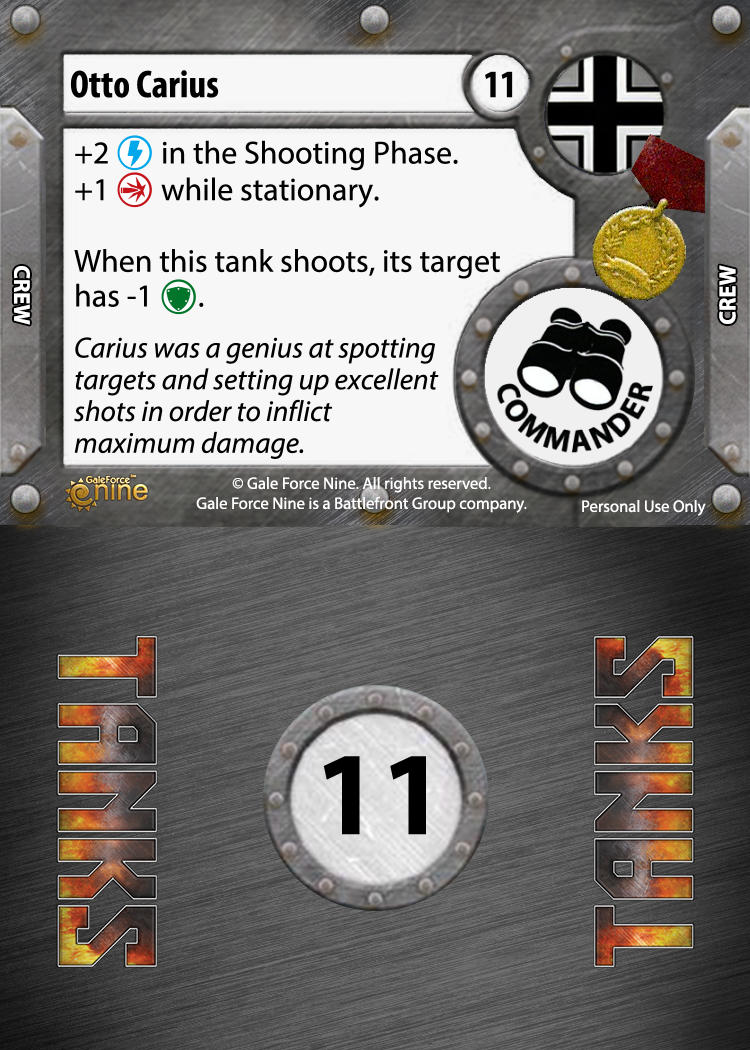 Otto Carius
11
+2 in the Shooting Phase.
+1 while stationary.
When this tank shoots, its target
has -1 .
Carius was a genius at spotting
targets and setting up excellent
shots in order to inflict
maximum damage.
CREW
CREW
COMMANDER
GaleForce™
nine
© Gale Force Nine. All rights reserved.
Gale Force Nine is a Battlefront Group company.
Personal Use Only
TANKS
11
TANKS